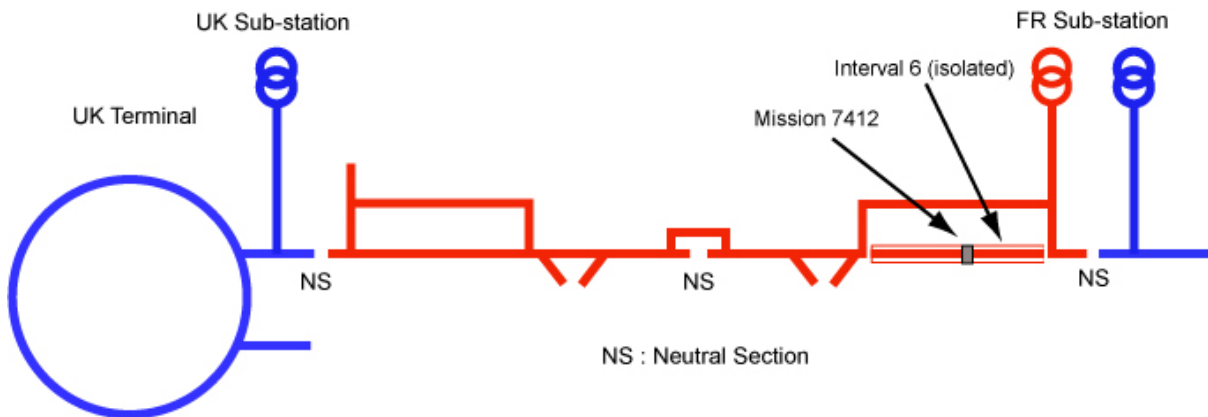 UK Sub-station
FR Sub-station
Interval 6 (isolated)
UK Terminal
Mission 7412
NS
NS
NS
NS : Neutral Section